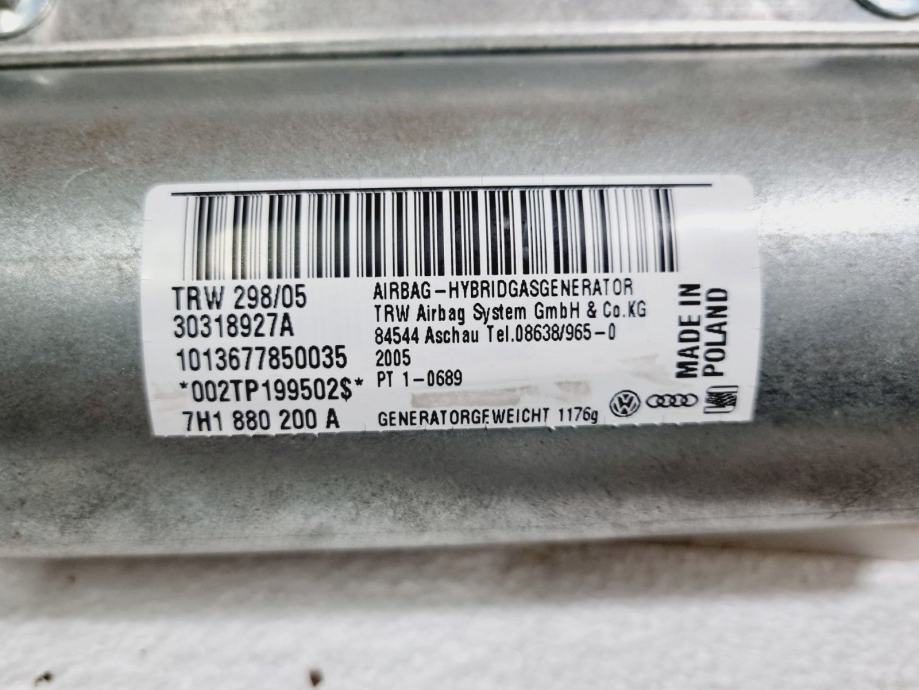 TRW 298/05
30318927A
1013677850035
*002TP199502$*
7H1 880 200 A
AIRBAG-HYBRIDGASGENERATOR
TRW Airbag System GmbH & Co.KG
84544 Aschau Tel.08638/965-0
2005
PT 1-0689
GENERATORGEWEICHT 1176g
MADE IN
POLAND